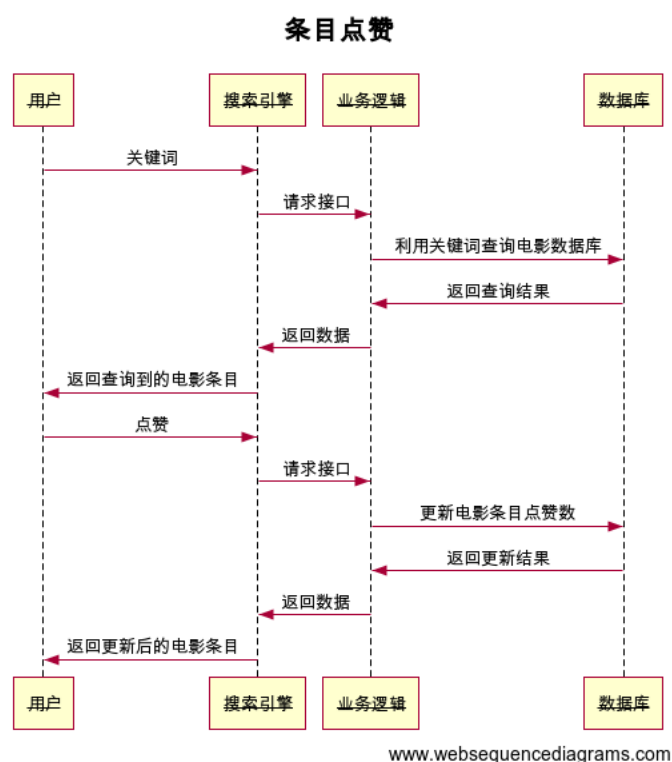 条目点赞
用户 搜索引擎 业务逻辑 数据库
关键词
请求接口
利用关键词查询电影数据库
返回查询结果
返回数据
返回查询到的电影条目
点赞
请求接口
更新电影条目点赞数
返回更新结果
返回数据
返回更新后的电影条目
用户 搜索引擎 业务逻辑 数据库
www.websequencediagrams.com